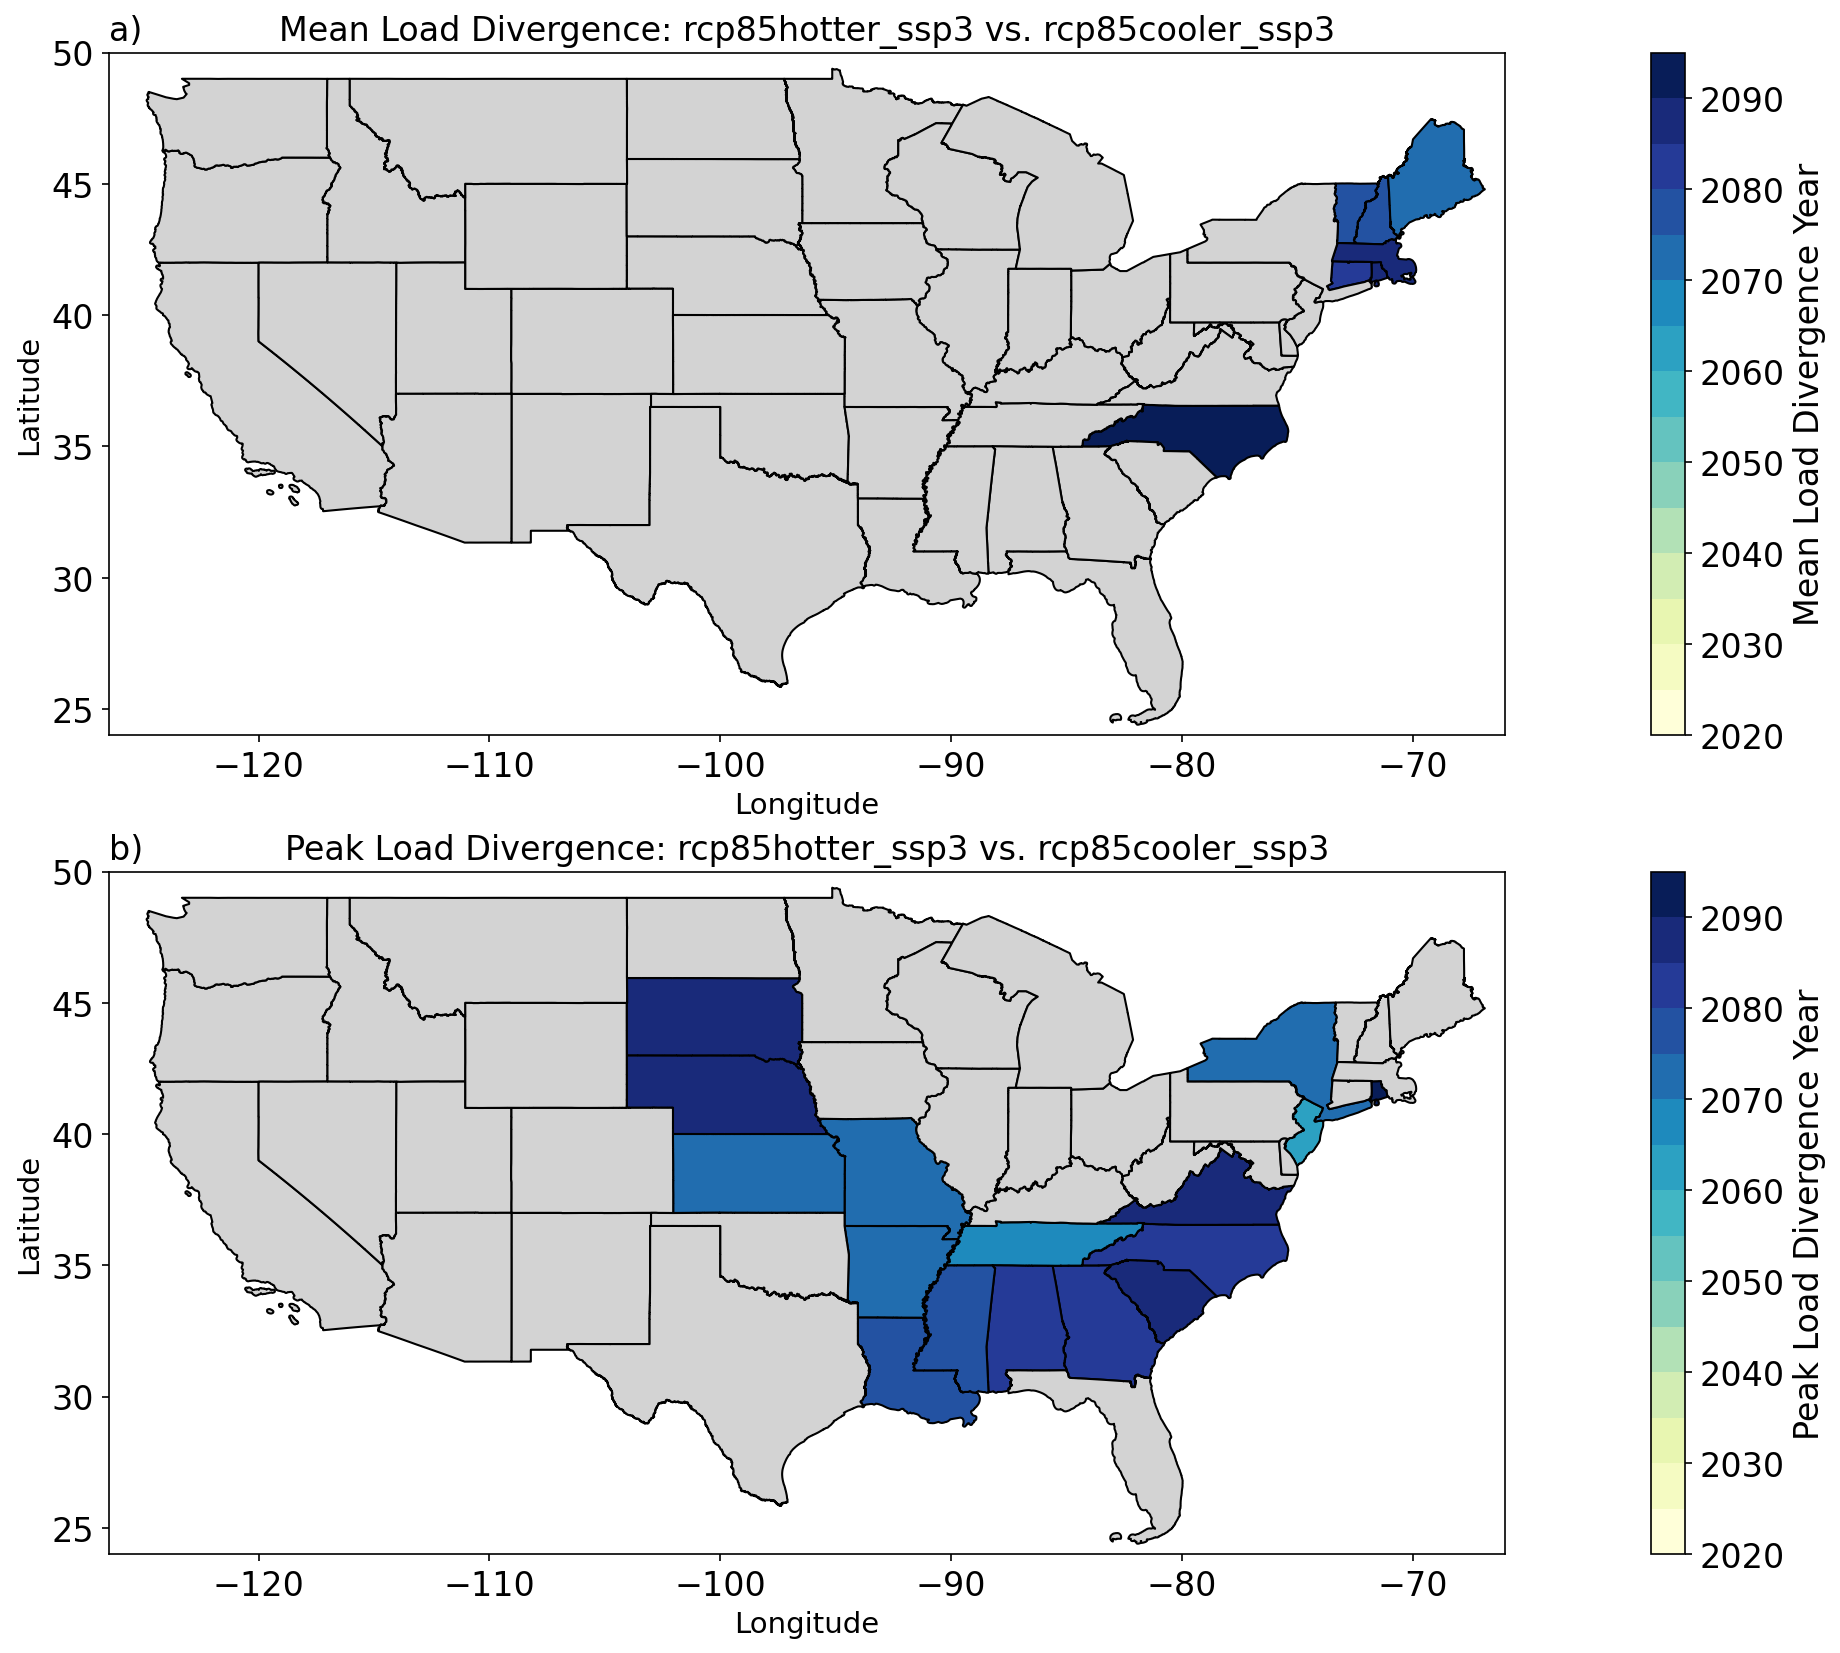 a) Mean Load Divergence: rcp85hotter_ssp3 vs. rcp85cooler_ssp3
50
45
40
35
30
25
Latitude
−120 −110 −100 −90 −80 −70
Longitude
2090
2080
2070
2060
2050
2040
2030
2020
Mean Load Divergence Year
b) Peak Load Divergence: rcp85hotter_ssp3 vs. rcp85cooler_ssp3
50
45
40
35
30
25
Latitude
−120 −110 −100 −90 −80 −70
Longitude
2090
2080
2070
2060
2050
2040
2030
2020
Peak Load Divergence Year